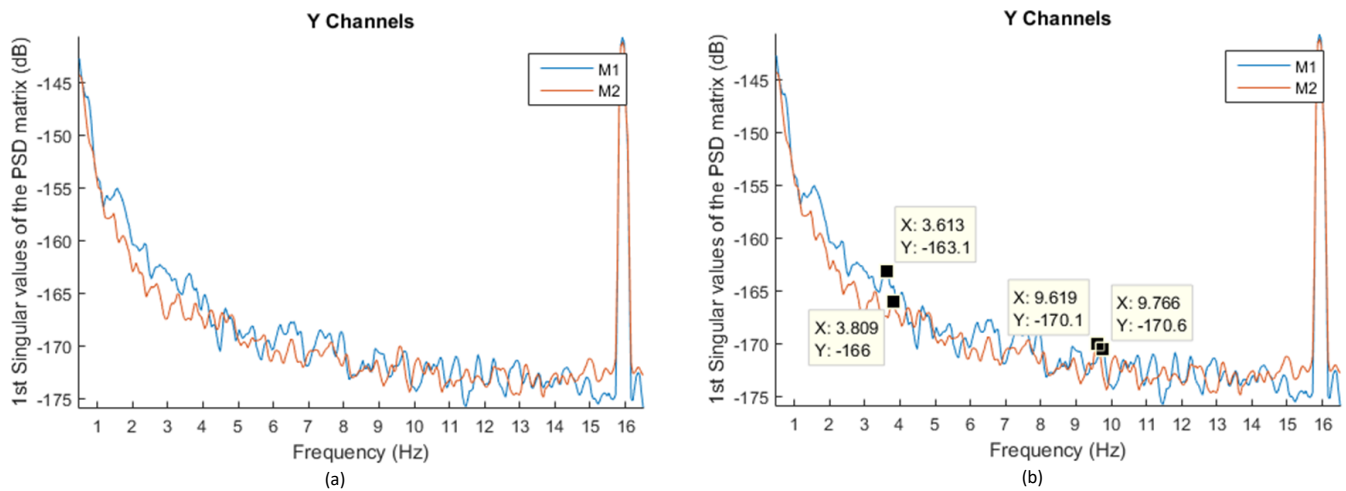 Y Channels
1st Singular values of the PSD matrix (dB)
-145
-150
-155
-160
-165
-170
-175
M1
M2
1 2 3 4 5 6 7 8 9 10 11 12 13 14 15 16
Frequency (Hz)
(a)
Y Channels
1st Singular values of the PSD matrix (dB)
-145
-150
-155
-160
-165
-170
-175
M1
M2
X: 3.613
Y: -163.1
X: 3.809
Y: -166
X: 9.619
Y: -170.1
X: 9.766
Y: -170.6
1 2 3 4 5 6 7 8 9 10 11 12 13 14 15 16
Frequency (Hz)
(b)